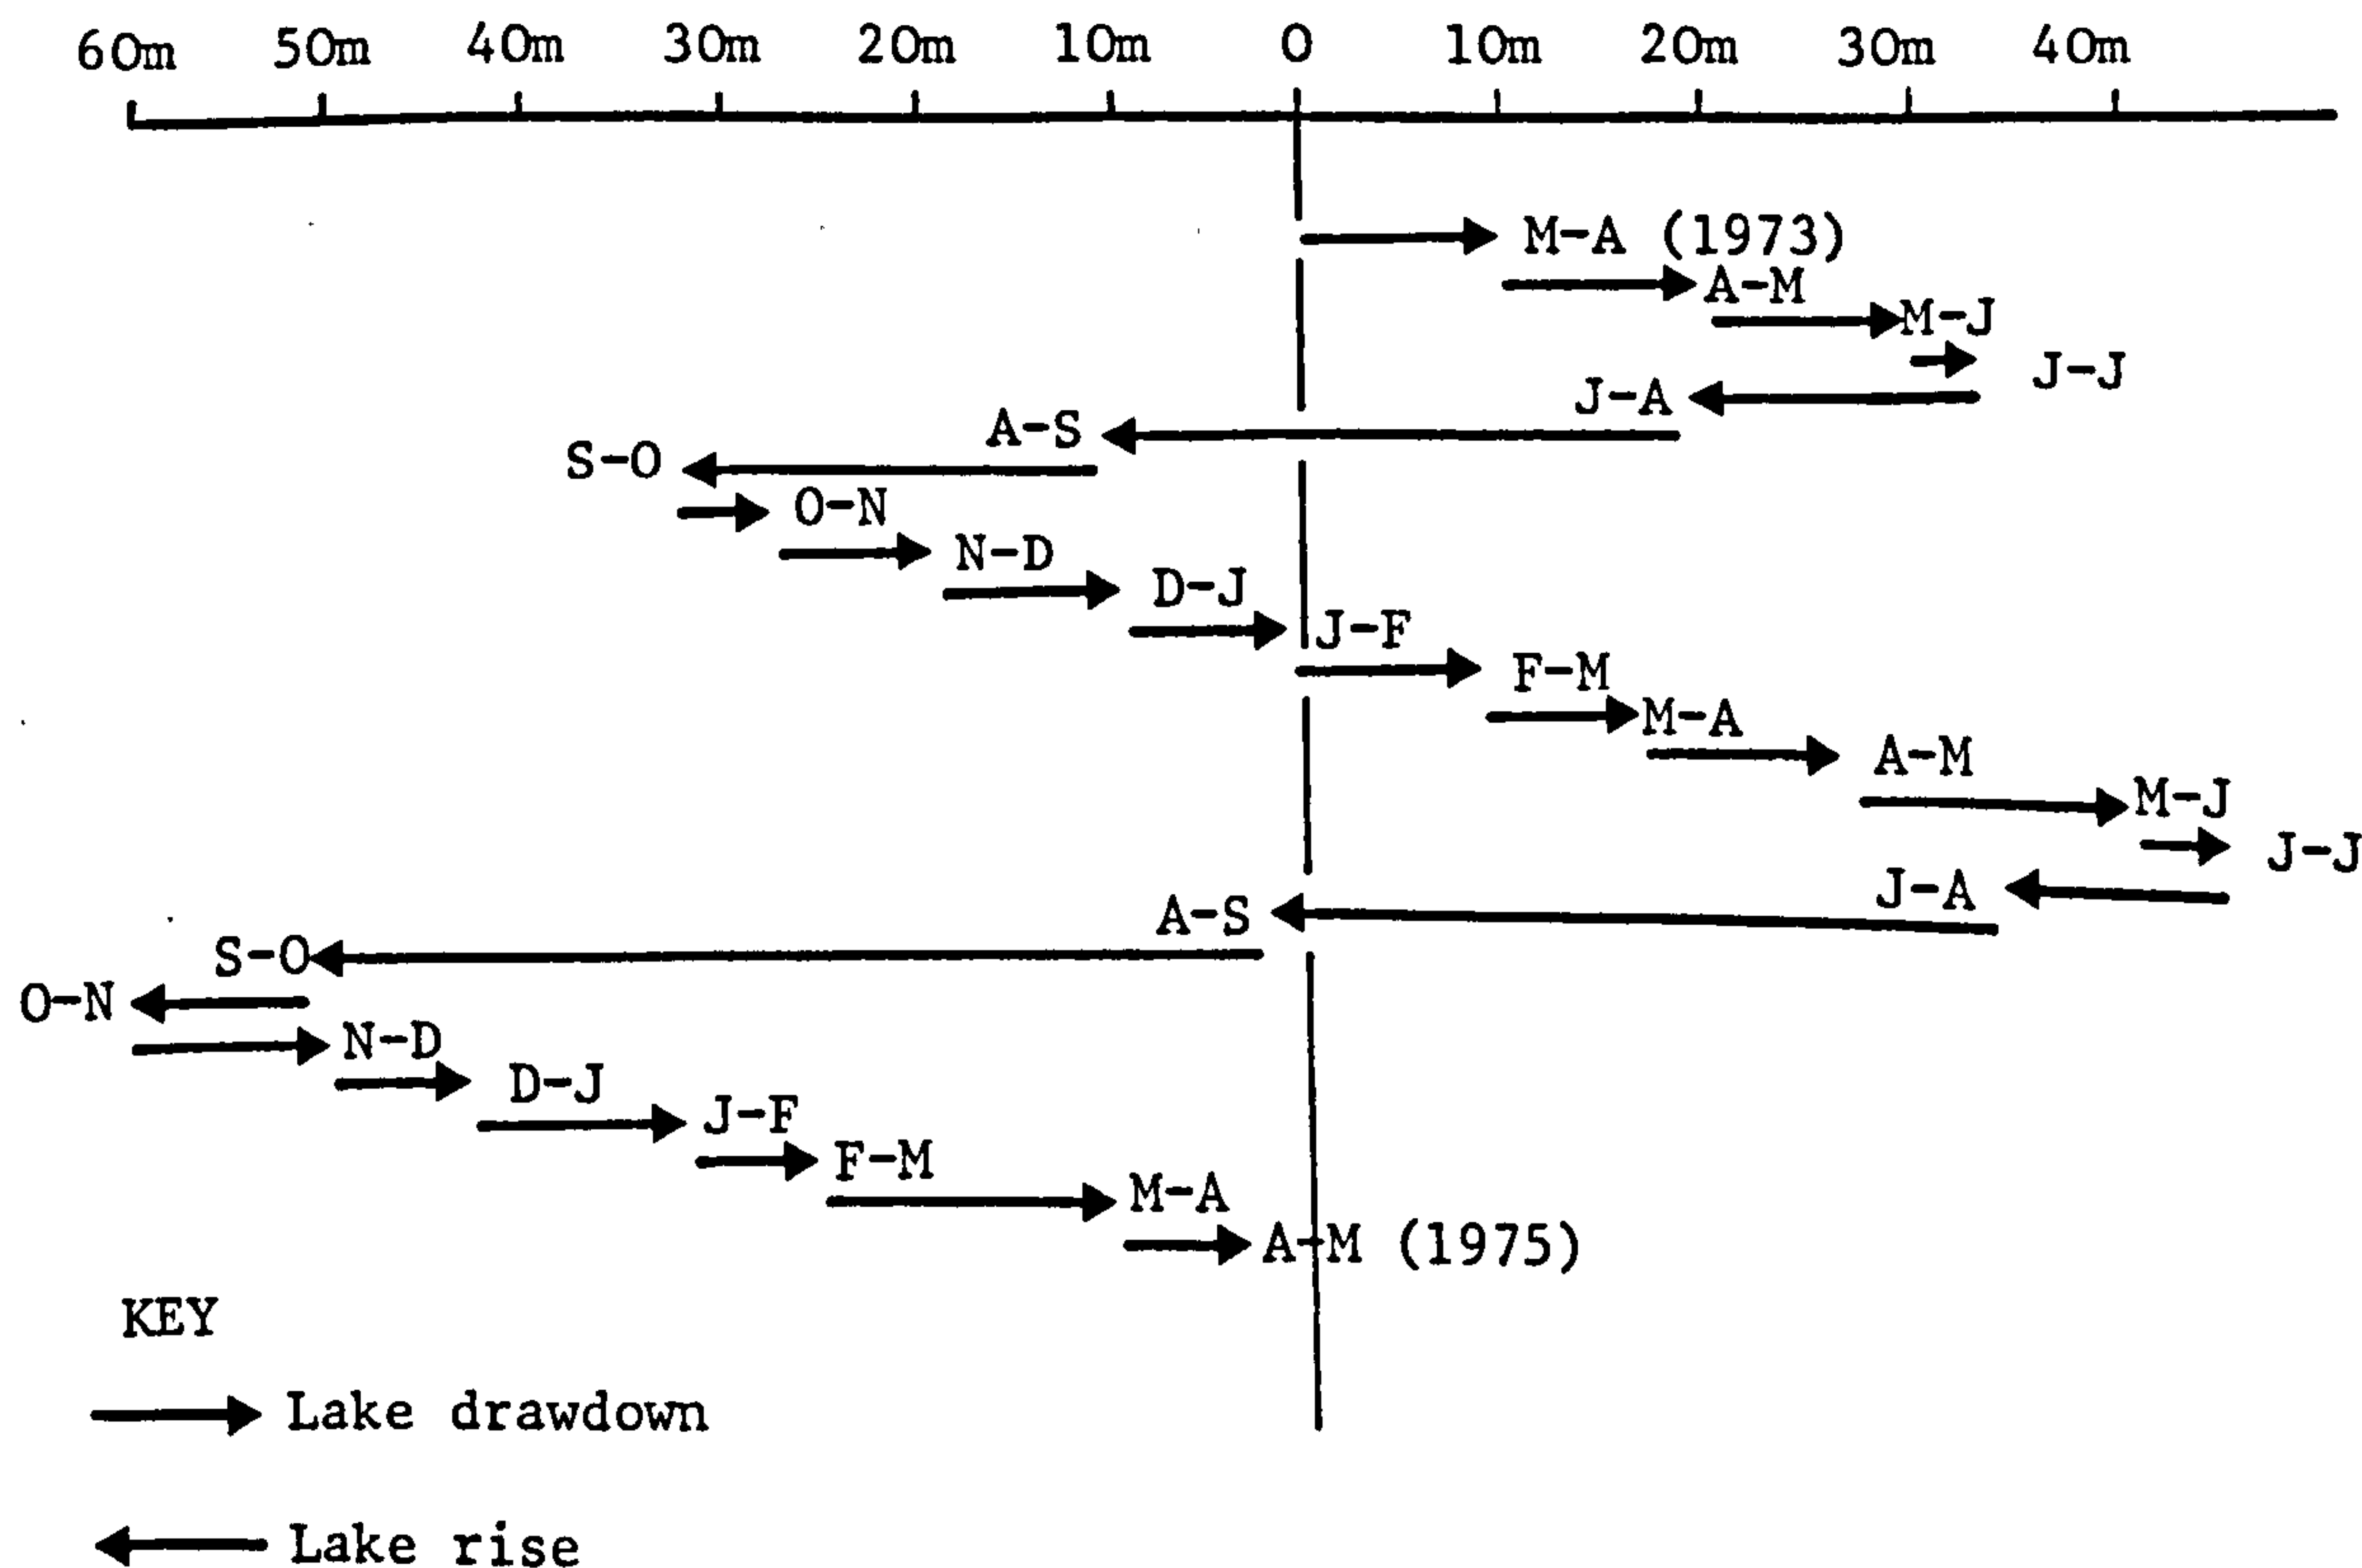 60m 50m 40m 30m 20m 10m 0 10m 20m 30m 40m
M-A (1973)
A-M
M-J
J-J
J-A
A-S
S-O
O-N
N-D
D-J
J-F
F-M
M-A
A-M
M-J
J-J
J-A
A-S
S-O
O-N
N-D
D-J
J-F
F-M
M-A
A-M (1975)
KEY
Lake drawdown
Lake rise